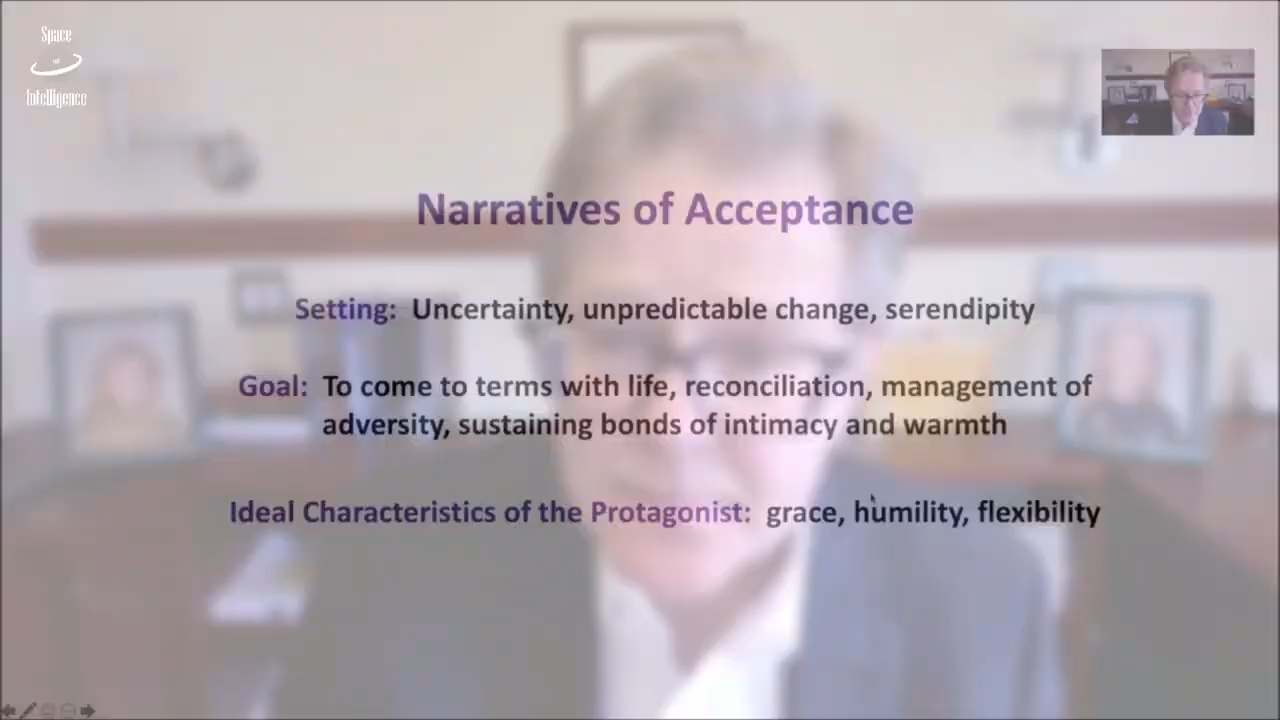 Space
of
Intelligence
Narratives of Acceptance
Setting: Uncertainty, unpredictable change, serendipity
Goal: To come to terms with life, reconciliation, management of
adversity, sustaining bonds of intimacy and warmth
Ideal Characteristics of the Protagonist: grace, humility, flexibility